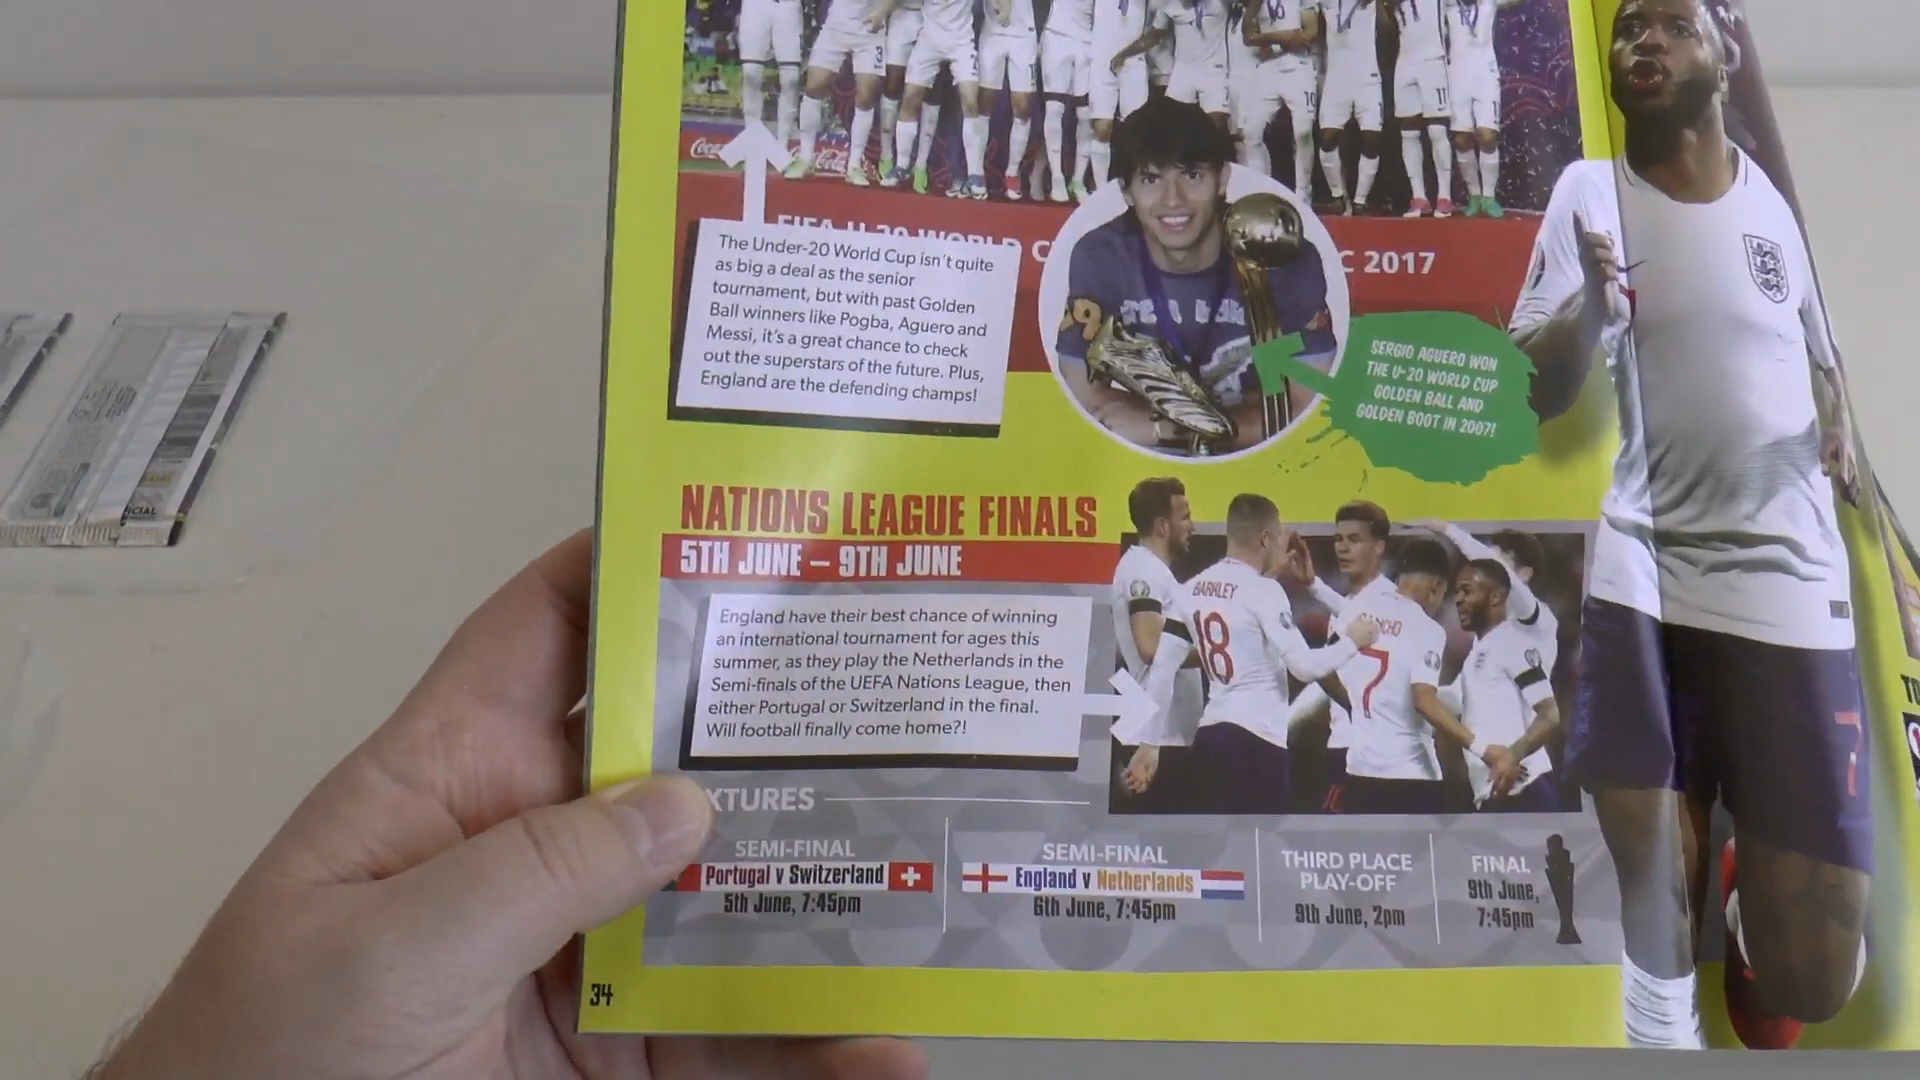 Coca-Cola
2017
The Under-20 World Cup isn't quite
as big a deal as the senior
tournament, but with past Golden
Ball winners like Pogba, Aguero and
Messi, it's a great chance to check
out the superstars of the future. Plus,
England are the defending champs!
SERGIO AGUERO WON
THE U-20 WORLD CUP
GOLDEN BALL AND
GOLDEN BOOT IN 2007!
NATIONS LEAGUE FINALS
5TH JUNE – 9TH JUNE
England have their best chance of winning
an international tournament for ages this
summer, as they play the Netherlands in the
Semi-finals of the UEFA Nations League, then
either Portugal or Switzerland in the final.
Will football finally come home?!
BARKLEY
18
7
7
XTURES
SEMI-FINAL
Portugal v Switzerland
5th June, 7:45pm
SEMI-FINAL
England v Netherlands
6th June, 7:45pm
THIRD PLACE
PLAY-OFF
9th June, 2pm
FINAL
9th June,
7:45pm
34